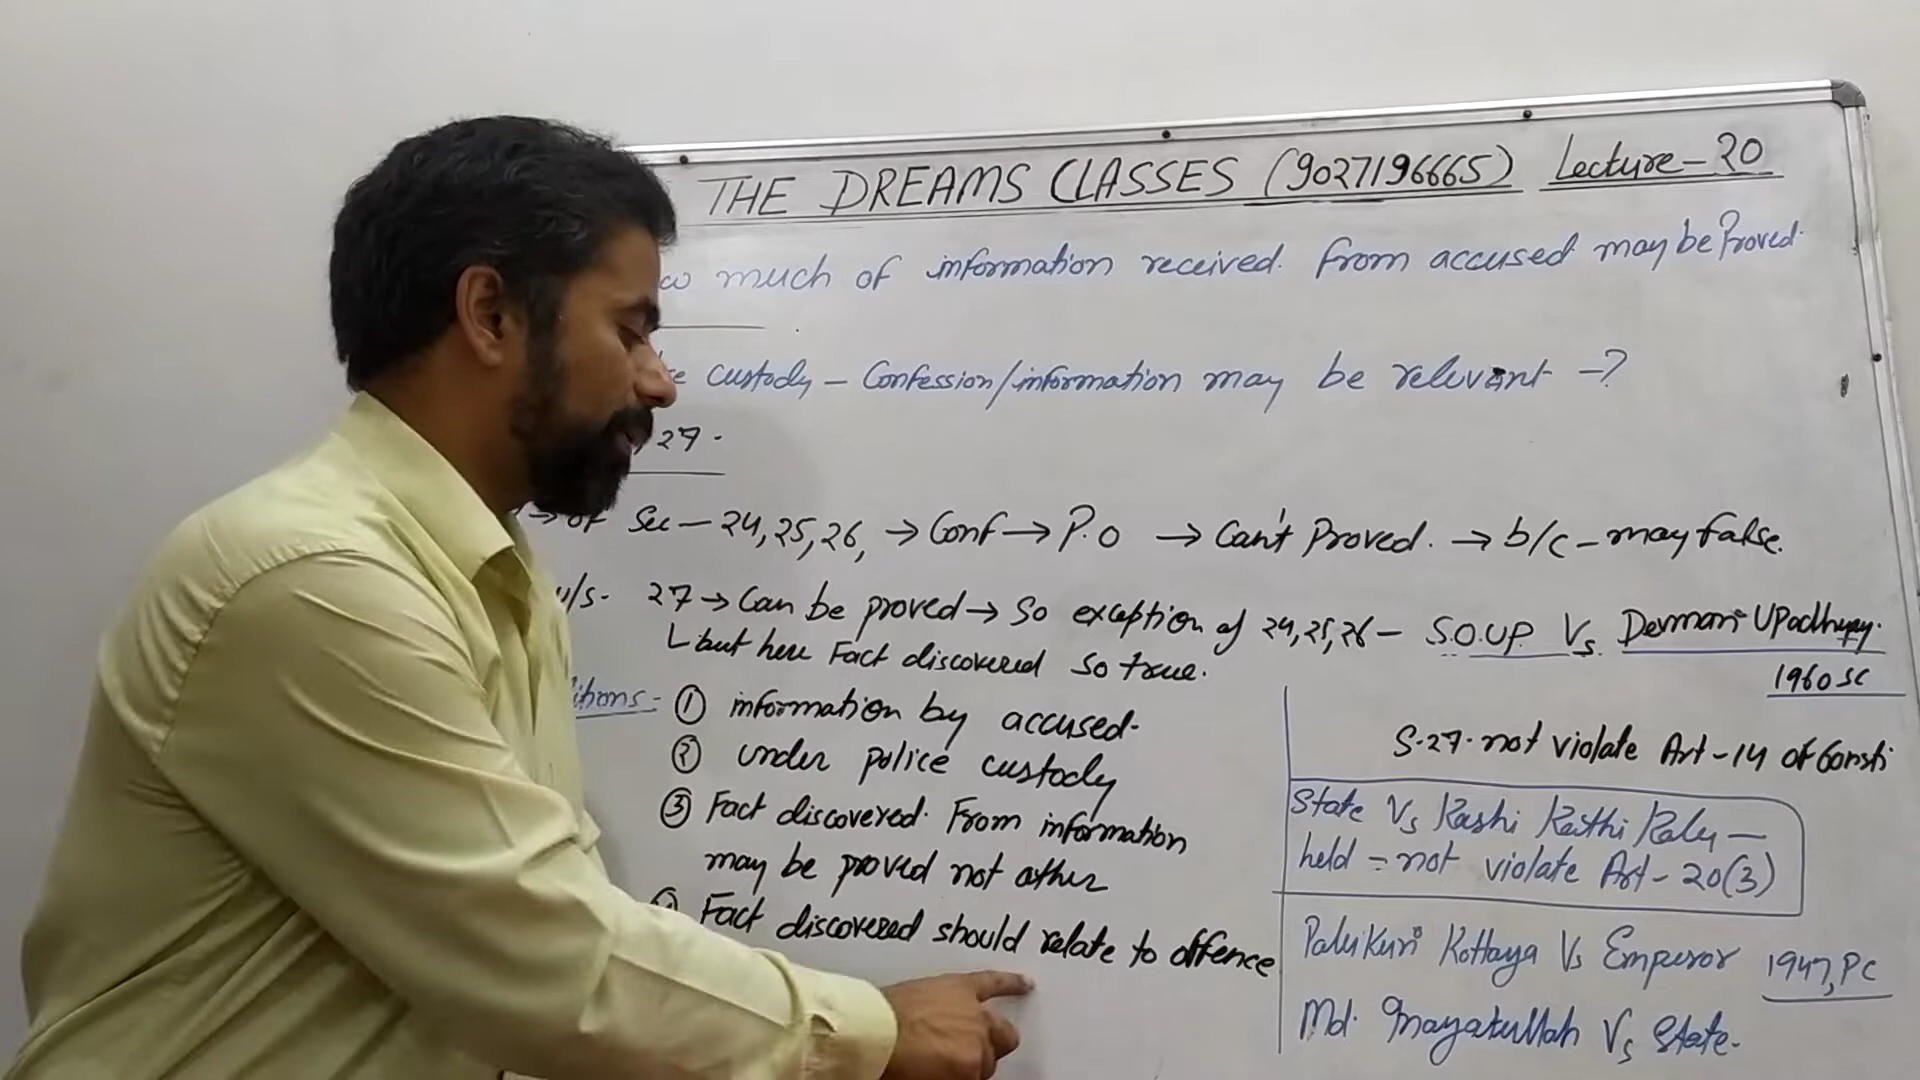 THE DREAMS CLASSES (9027196665) Lecture-20
much of information received. from accused may be Proved.
custody - Confession/information may be relevant -?
27.
of Sec - 24, 25, 26, → Conf → P.O → Can't Proved. → b/c - may false.
u/s- 27 → Can be proved → So exception of 24, 25, 26 - S.O.U.P. Vs Deoman Upadhyay.
but here Fact discovered so true.
1960 SC
① information by accused.
② under police custody
③ Fact discovered. From information
may be proved not other
Fact discovered should relate to offence
S.27. not violate Art-14 of Consti
State Vs Kashi Kathi Kalu -
held = not violate Art-20(3)
Pulukuri Kottaya Vs Emperor 1947, PC
Md. Inayatullah Vs State.